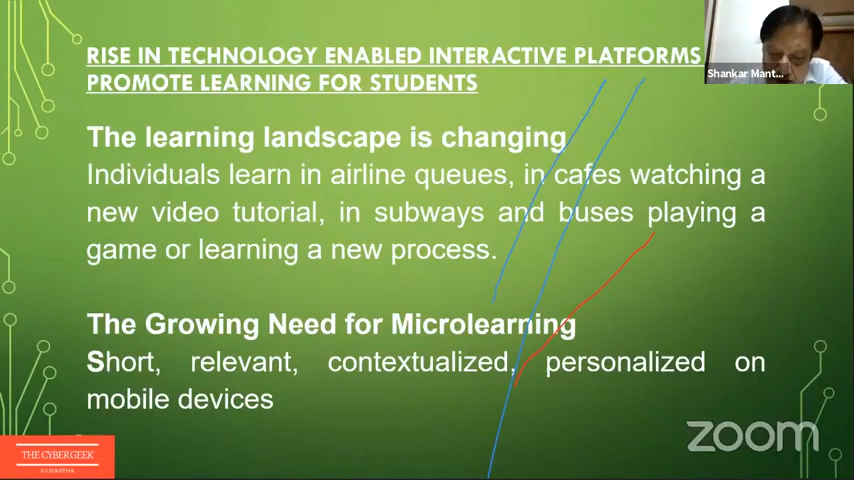 RISE IN TECHNOLOGY ENABLED INTERACTIVE PLATFORMS
PROMOTE LEARNING FOR STUDENTS
Shankar Mant...
The learning landscape is changing
Individuals learn in airline queues, in cafes watching a
new video tutorial, in subways and buses playing a
game or learning a new process.
The Growing Need for Microlearning
Short, relevant, contextualized, personalized on
mobile devices
zoom
THE CYBERGEEK